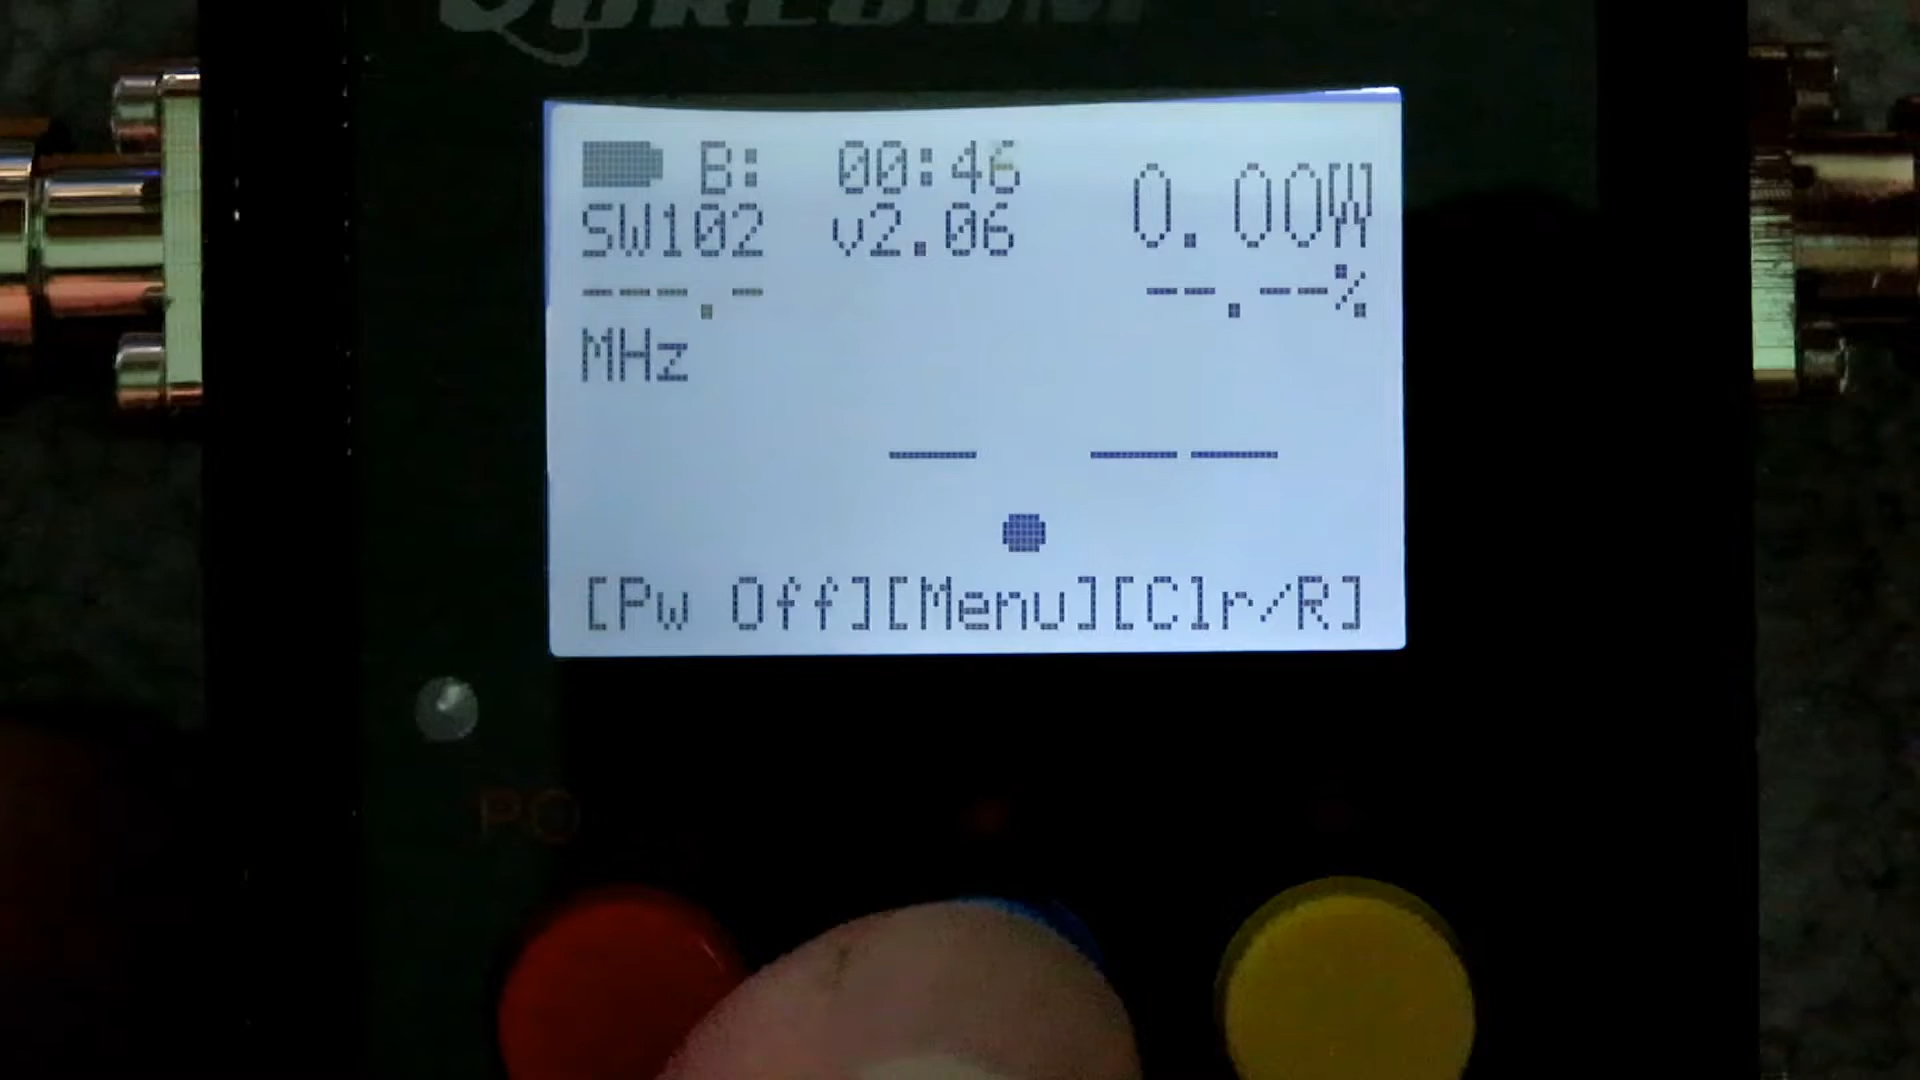 B: 00:46
0.00W
SW102 v2.06
---.-
--.--%
MHz
-.--
[Pw Off][Menu][Clr/R]